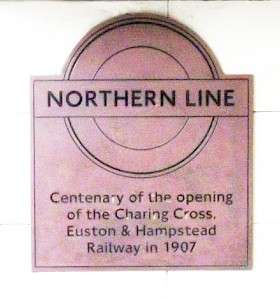 NORTHERN LINE
Centenary of the opening
of the Charing Cross,
Euston & Hampstead
Railway in 1907